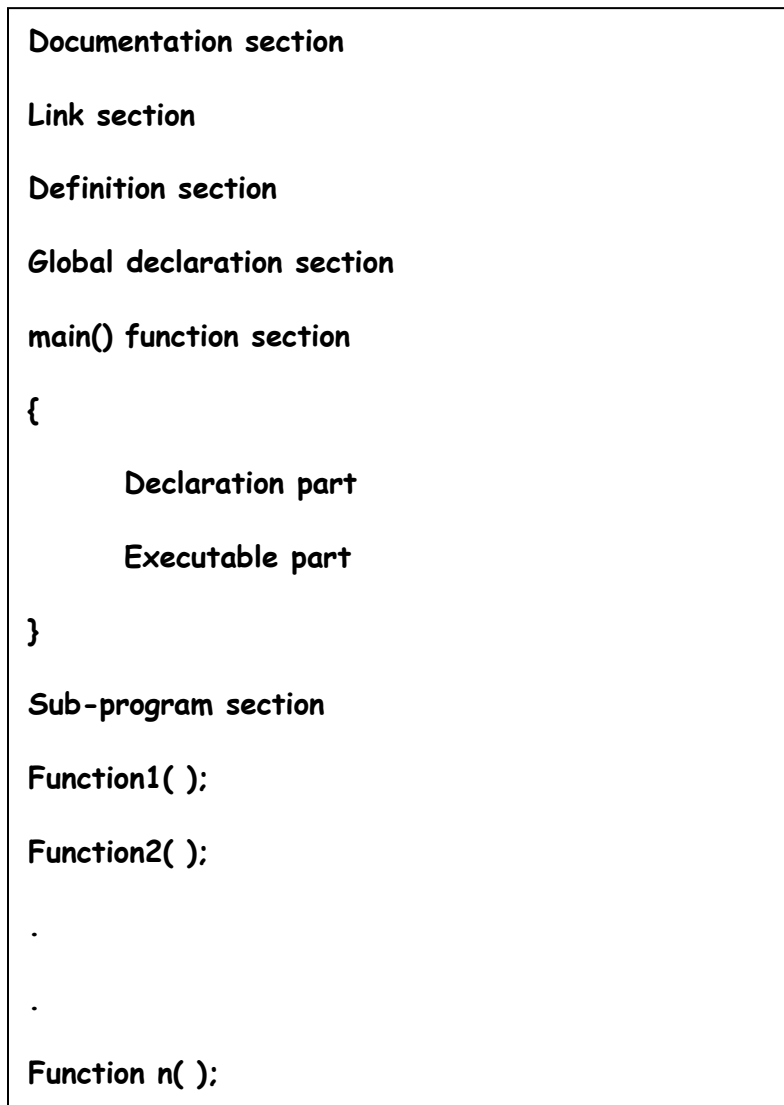 Documentation section
Link section
Definition section
Global declaration section
main() function section
{
Declaration part
Executable part
}
Sub-program section
Function1( );
Function2( );
.
.
Function n( );